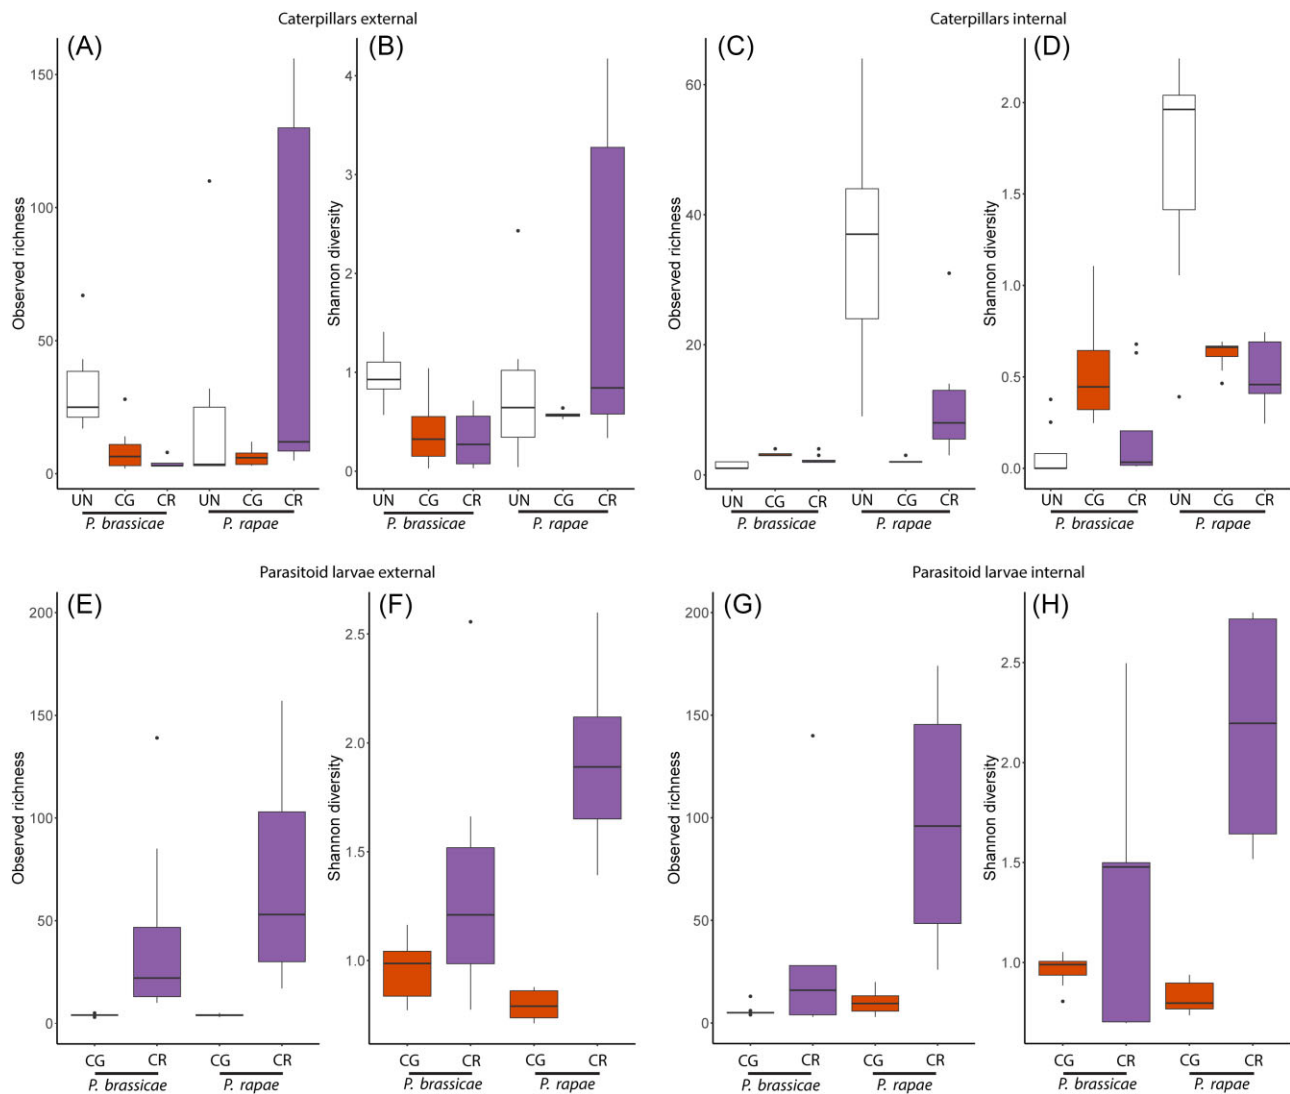 Caterpillars external
Caterpillars internal
(A)
(B)
(C)
(D)
Observed richness
150
100
50
0
Shannon diversity
4
3
2
1
0
Observed richness
60
40
20
0
Shannon diversity
2.0
1.5
1.0
0.5
0.0
UN CG CR UN CG CR
P. brassicae P. rapae
UN CG CR UN CG CR
P. brassicae P. rapae
UN CG CR UN CG CR
P. brassicae P. rapae
UN CG CR UN CG CR
P. brassicae P. rapae
Parasitoid larvae external
Parasitoid larvae internal
(E)
(F)
(G)
(H)
Observed richness
200
150
100
50
0
Shannon diversity
2.5
2.0
1.5
1.0
Observed richness
200
150
100
50
0
Shannon diversity
2.5
2.0
1.5
1.0
CG CR CG CR
P. brassicae P. rapae
CG CR CG CR
P. brassicae P. rapae
CG CR CG CR
P. brassicae P. rapae
CG CR CG CR
P. brassicae P. rapae